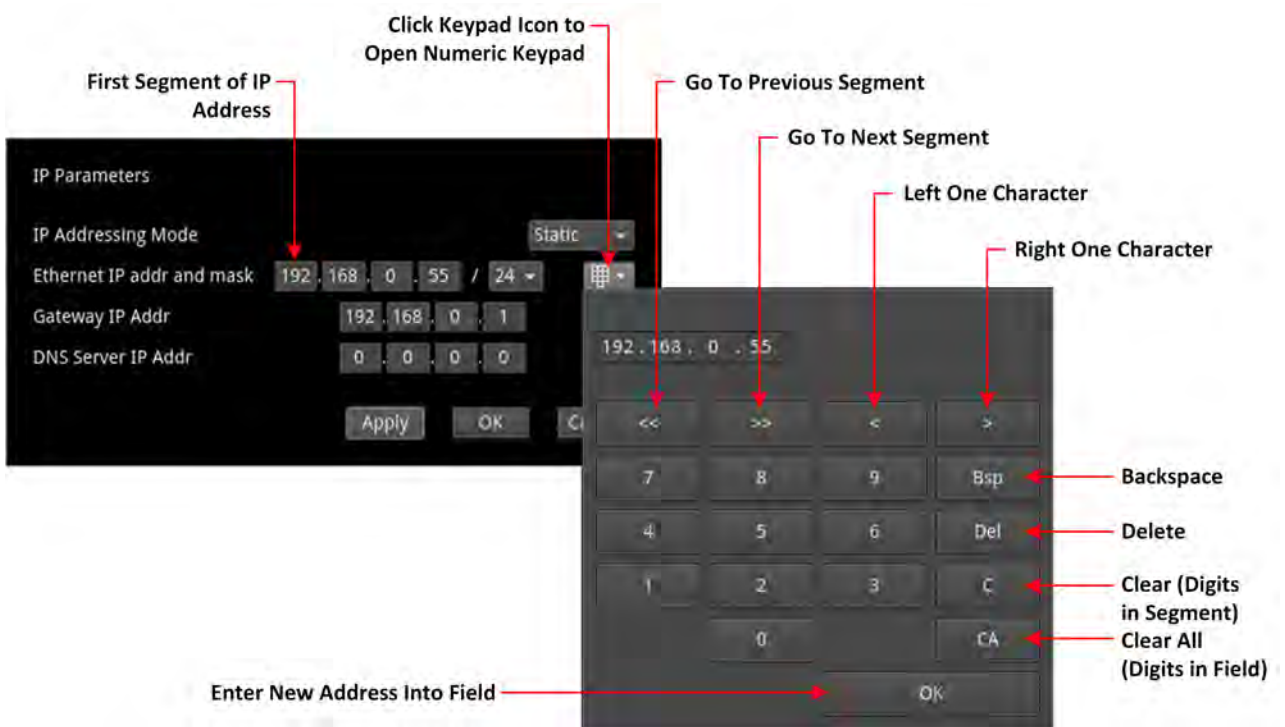 Click Keypad Icon to
Open Numeric Keypad
First Segment of IP
Address
Go To Previous Segment
Go To Next Segment
Left One Character
Right One Character
IP Parameters
IP Addressing Mode Static
Ethernet IP addr and mask 192 . 168 . 0 . 55 / 24
Gateway IP Addr 192 . 168 . 0 . 1
DNS Server IP Addr 0 . 0 . 0 . 0
Apply OK C
192 . 168 . 0 . 55
<< >> < >
7 8 9 Bsp
Backspace
4 5 6 Del
Delete
1 2 3 C
Clear (Digits
in Segment)
0 CA
Clear All
(Digits in Field)
Enter New Address Into Field
OK